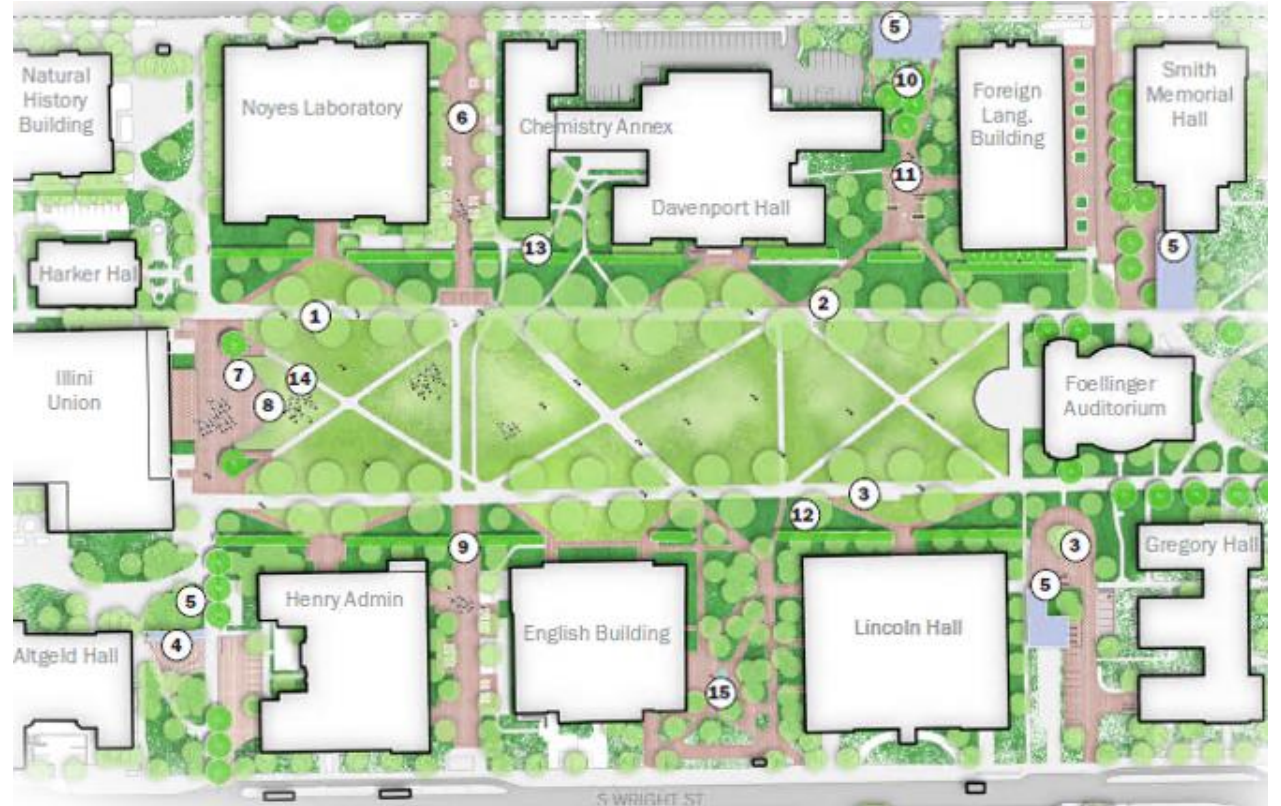 5
Natural
History
Building
Noyes Laboratory
6
Chemistry Annex
10
Foreign
Lang.
Building
Smith
Memorial
Hall
11
Davenport Hall
Harker Hal
13
5
1
2
Illini
Union
7
14
8
Foellinger
Auditorium
3
12
9
3
Gregory Hall
5
Henry Admin
5
4
English Building
Lincoln Hall
Altgeld Hall
15
S WRIGHT ST